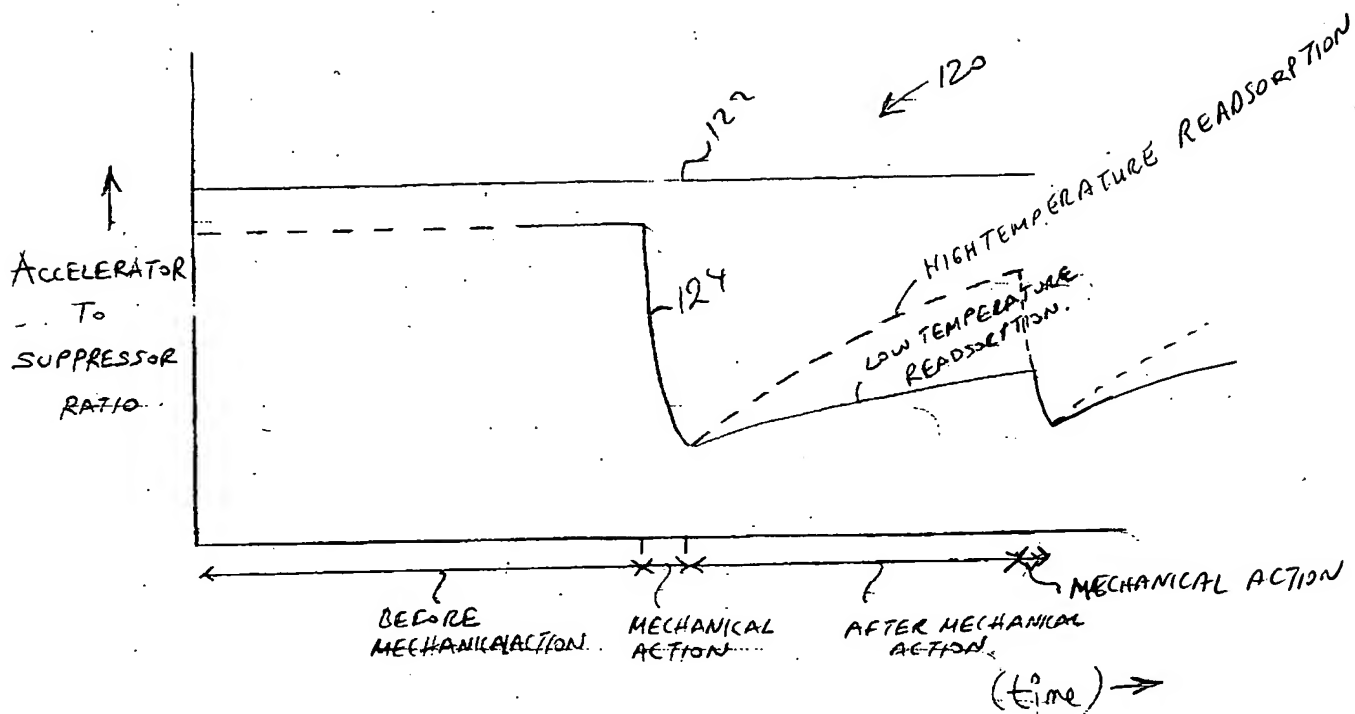 120
122
HIGH TEMPERATURE READSORPTION
ACCELERATOR
TO
SUPPRESSOR
RATIO
124
LOW TEMPERATURE
READSORPTION.
BEFORE
MECHANICAL ACTION
MECHANICAL
ACTION
AFTER MECHANICAL
ACTION
MECHANICAL ACTION
(time)